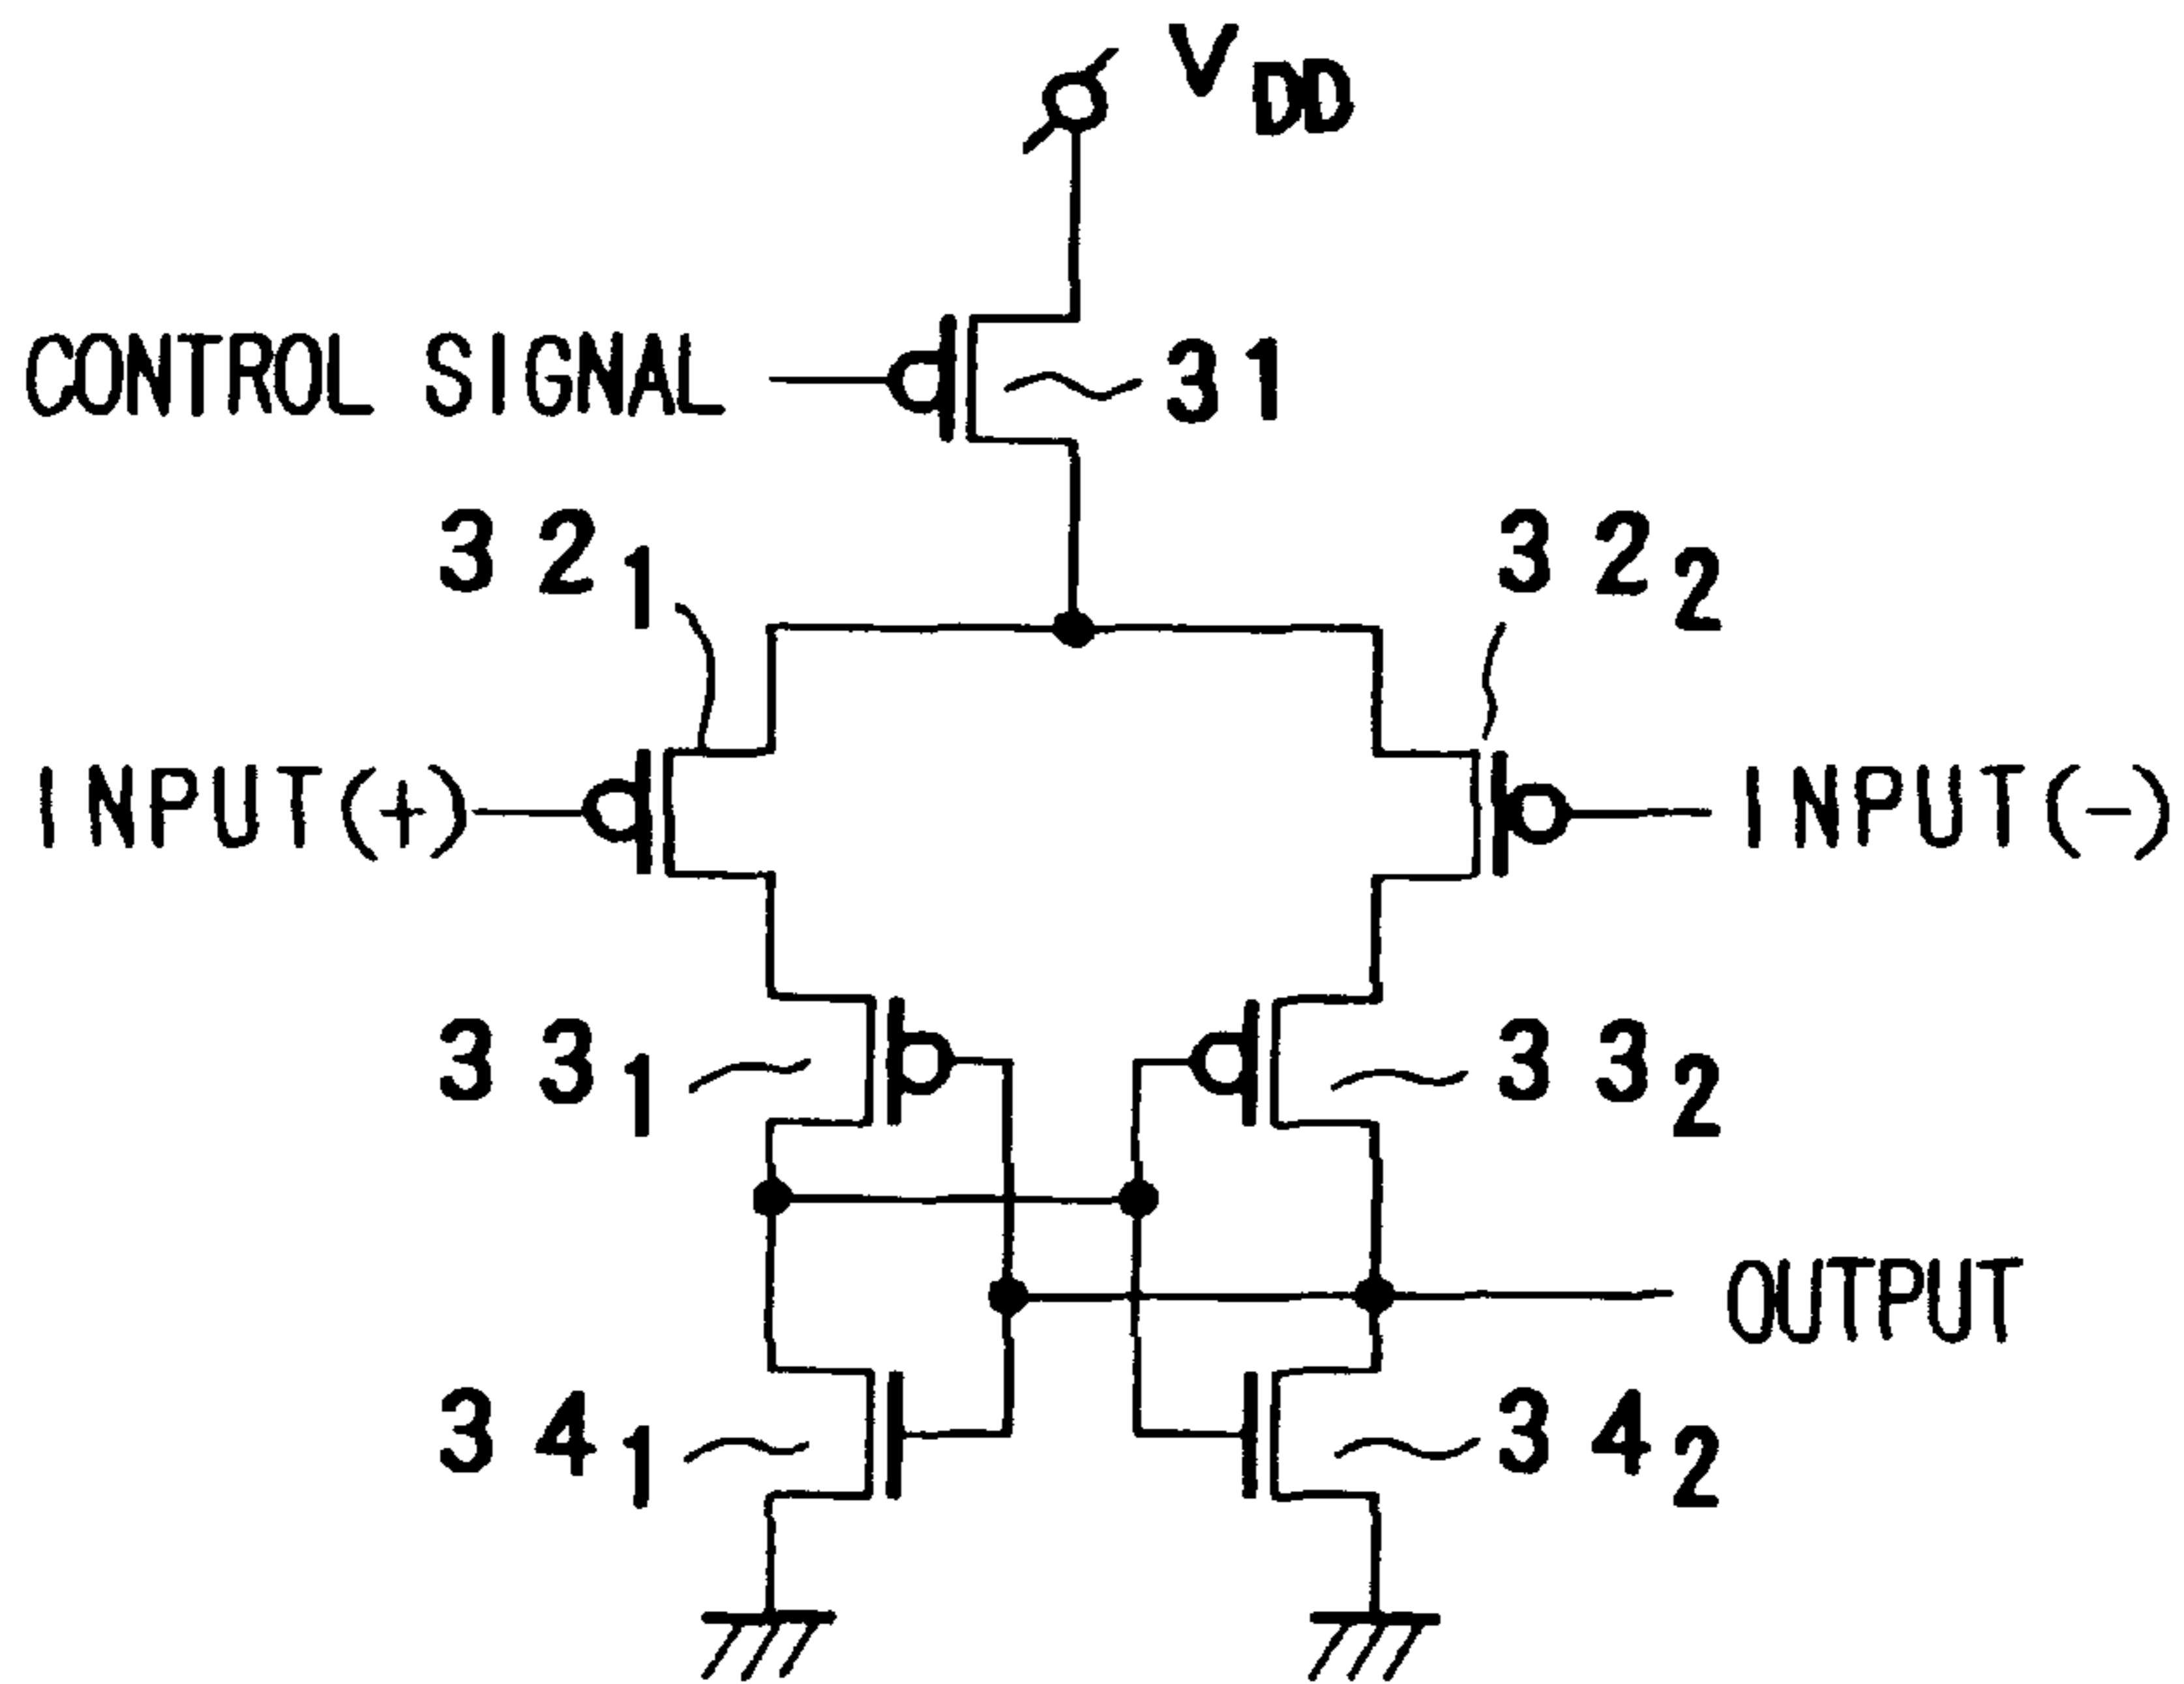 VDD
CONTROL SIGNAL
31
321
322
INPUT(+)
INPUT(-)
331
332
OUTPUT
341
342